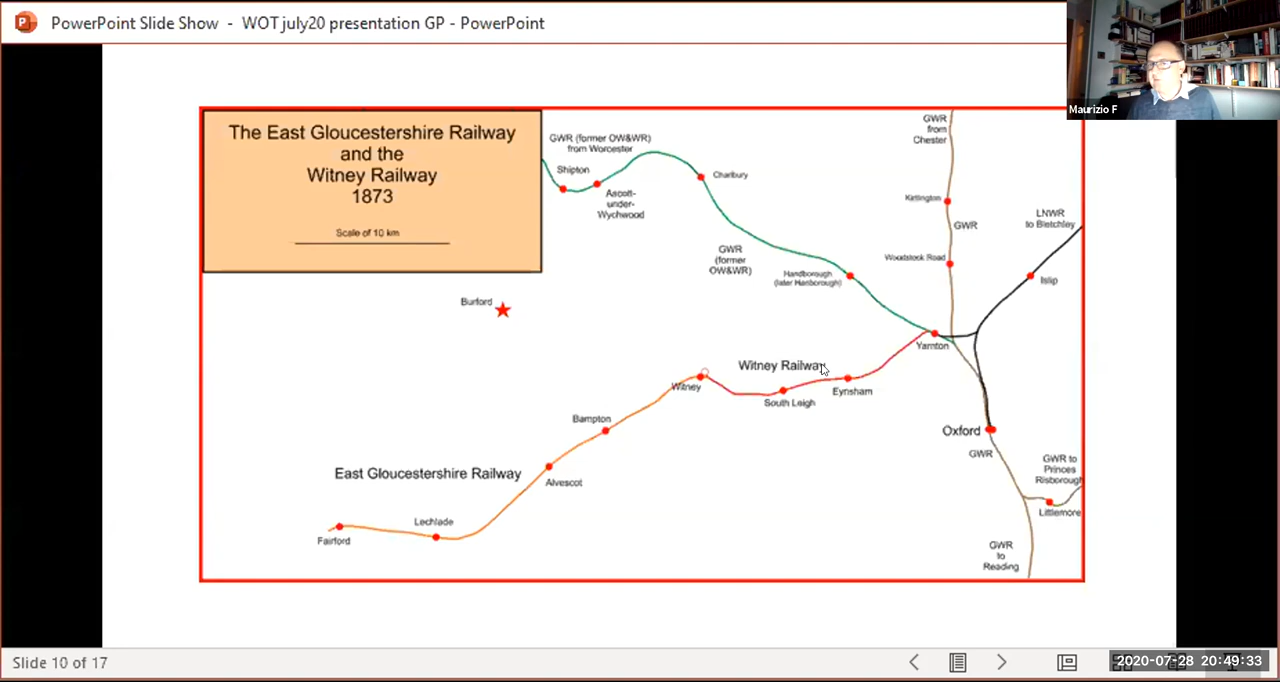 PowerPoint Slide Show - WOT july20 presentation GP - PowerPoint
Maurizio F
The East Gloucestershire Railway
and the
Witney Railway
1873
Scale of 10 km
GWR (former OW&WR)
from Worcester
Shipton
Ascott-
under-
Wychwood
Charlbury
GWR
from
Chester
Kirtlington
GWR
LNWR
to Bletchley
GWR
(former
OW&WR)
Woodstock Road
Handborough
(later Hanborough)
Islip
Burford
Yarnton
Witney Railway
Witney
South Leigh
Eynsham
Bampton
Oxford
GWR
GWR to
Princes
Risborough
East Gloucestershire Railway
Alvescot
Littlemore
Lechlade
Fairford
GWR
to
Reading
Slide 10 of 17
2020-07-28 20:49:33